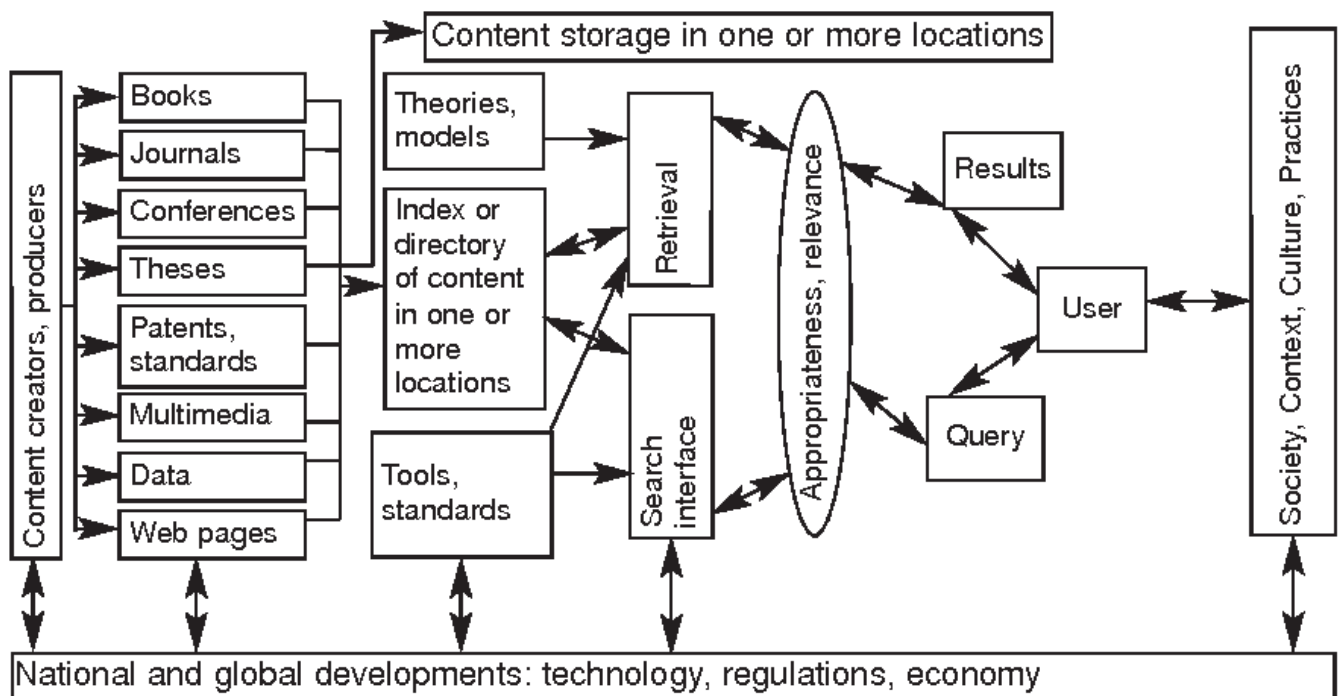 Content storage in one or more locations
Content creators, producers
Books
Journals
Conferences
Theses
Patents,
standards
Multimedia
Data
Web pages
Theories,
models
Index or
directory
of content
in one or
more
locations
Tools,
standards
Retrieval
Search
interface
Appropriateness, relevance
Results
Query
User
Society, Context, Culture, Practices
National and global developments: technology, regulations, economy